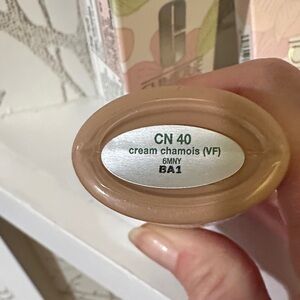 CN 40
cream chamois (VF)
6MNY
BA1